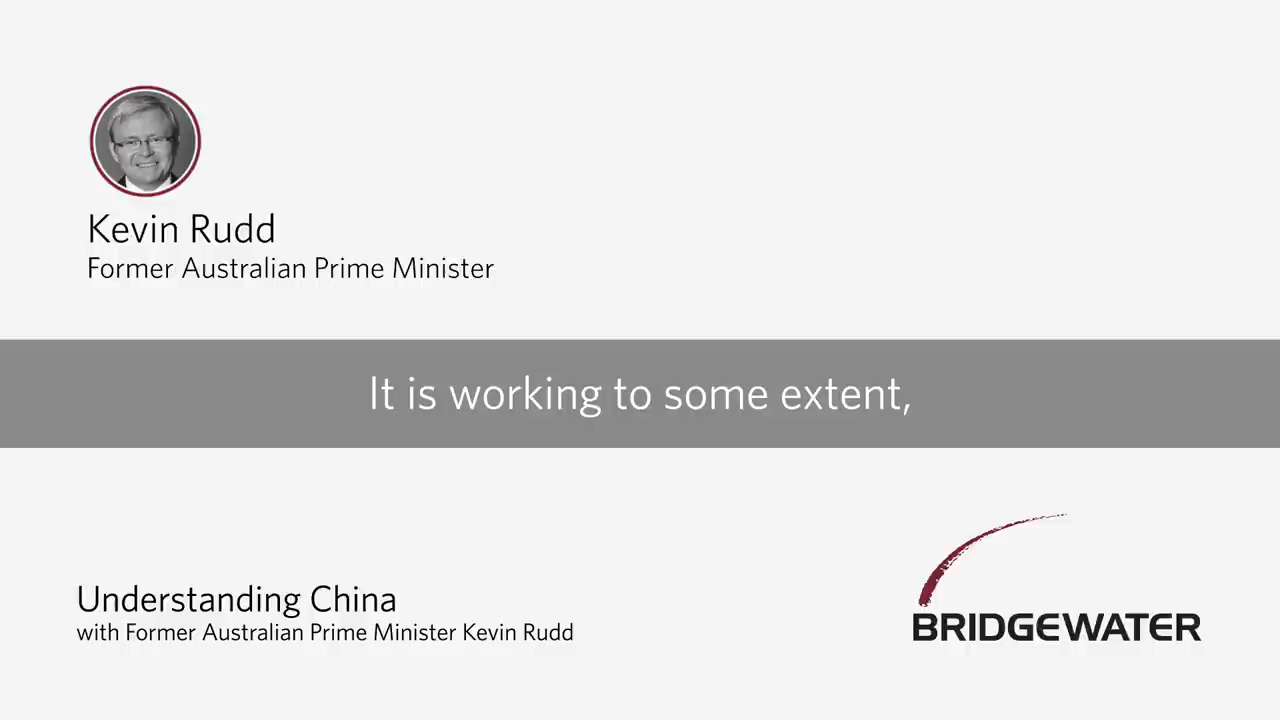 Kevin Rudd
Former Australian Prime Minister
It is working to some extent,
Understanding China
with Former Australian Prime Minister Kevin Rudd
BRIDGEWATER